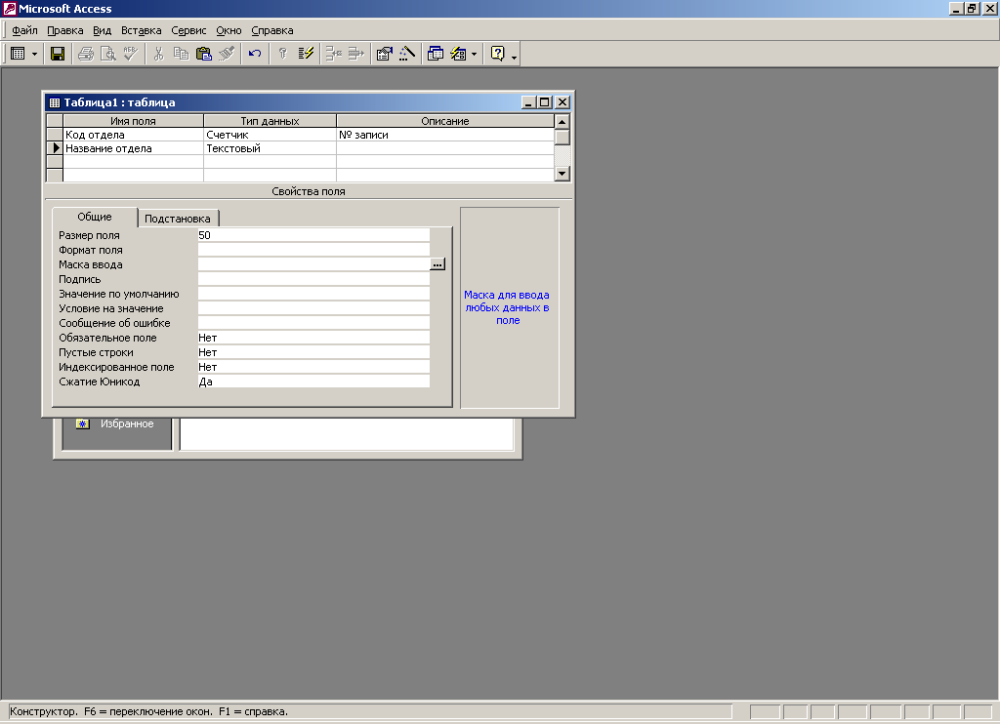 Microsoft Access
Файл Правка Вид Вставка Сервис Окно Справка
Таблица1 : таблица
Имя поля Тип данных Описание
Код отдела Счетчик № записи
Название отдела Текстовый
Свойства поля
Общие Подстановка
Размер поля 50
Формат поля
Маска ввода ...
Подпись
Значение по умолчанию
Условие на значение
Сообщение об ошибке
Обязательное поле Нет
Пустые строки Нет
Индексированное поле Нет
Сжатие Юникод Да
Маска для ввода
любых данных в
поле
Избранное
Конструктор. F6 = переключение окон. F1 = справка.